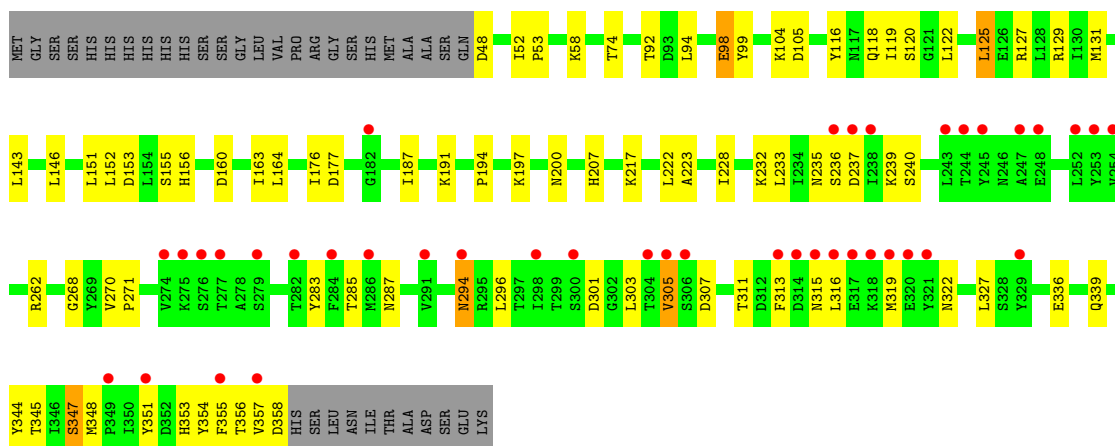 MET GLY SER SER HIS HIS HIS HIS HIS HIS SER SER GLY LEU VAL PRO ARG GLY SER HIS MET ALA ALA SER GLN D48 I52 P53 K58 T74 T92 D93 L94 E98 Y99 K104 D105 Y116 N117 Q118 I119 S120 G121 L122 L125 E126 R127 L128 R129 I130 M131
L143 L146 L151 L152 D153 L154 S155 H156 D160 I163 L164 I176 D177 G182 I187 K191 P194 K197 N200 H207 K217 L222 A223 I228 K232 L233 I234 N235 S236 D237 I238 K239 S240 L243 T244 Y245 N246 A247 E248 L252 Y253 V254
R262 G268 Y269 V270 P271 V274 K275 S276 T277 A278 S279 T282 Y283 F284 T285 M286 N287 V291 N294 R295 L296 T297 I298 T299 S300 D301 G302 L303 T304 V305 S306 D307 T311 D312 F313 D314 N315 L316 E317 K318 M319 E320 Y321 N322 L327 S328 Y329 E336 Q339
Y344 T345 I346 S347 M348 P349 I350 Y351 D352 H353 Y354 F355 T356 V357 D358 HIS SER LEU ASN ILE THR ALA ASP SER GLU LYS